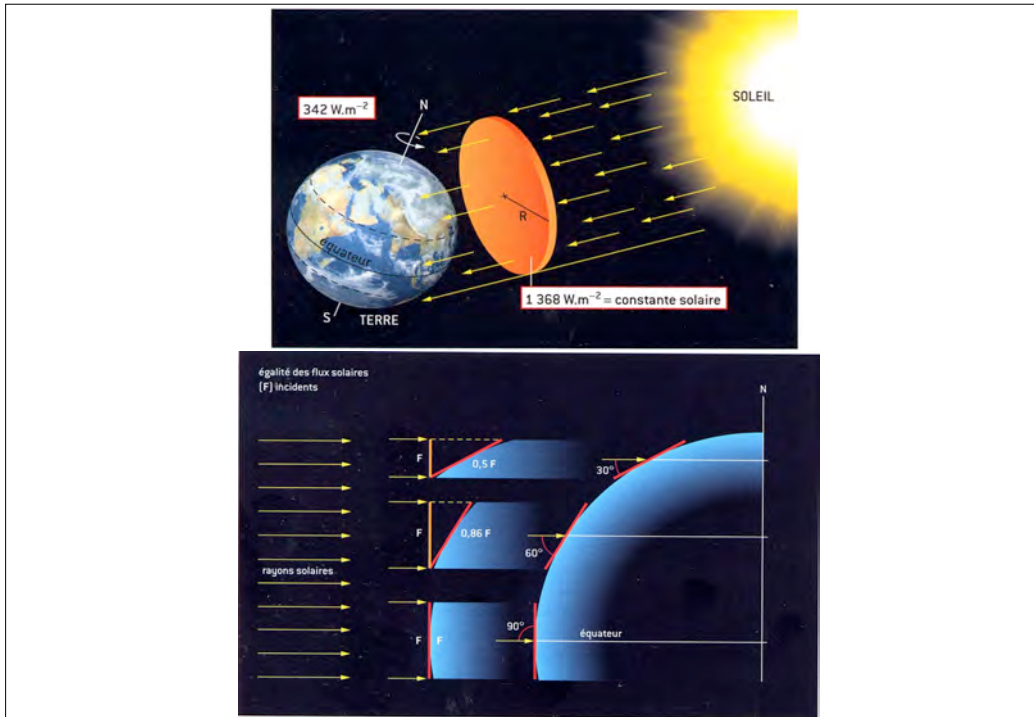 SOLEIL
342 W.m⁻²
N
R
équateur
1 368 W.m⁻² = constante solaire
S
TERRE
égalité des flux solaires
(F) incidents
N
F
0,5 F
30°
F
0,86 F
60°
rayons solaires
90°
F
F
équateur